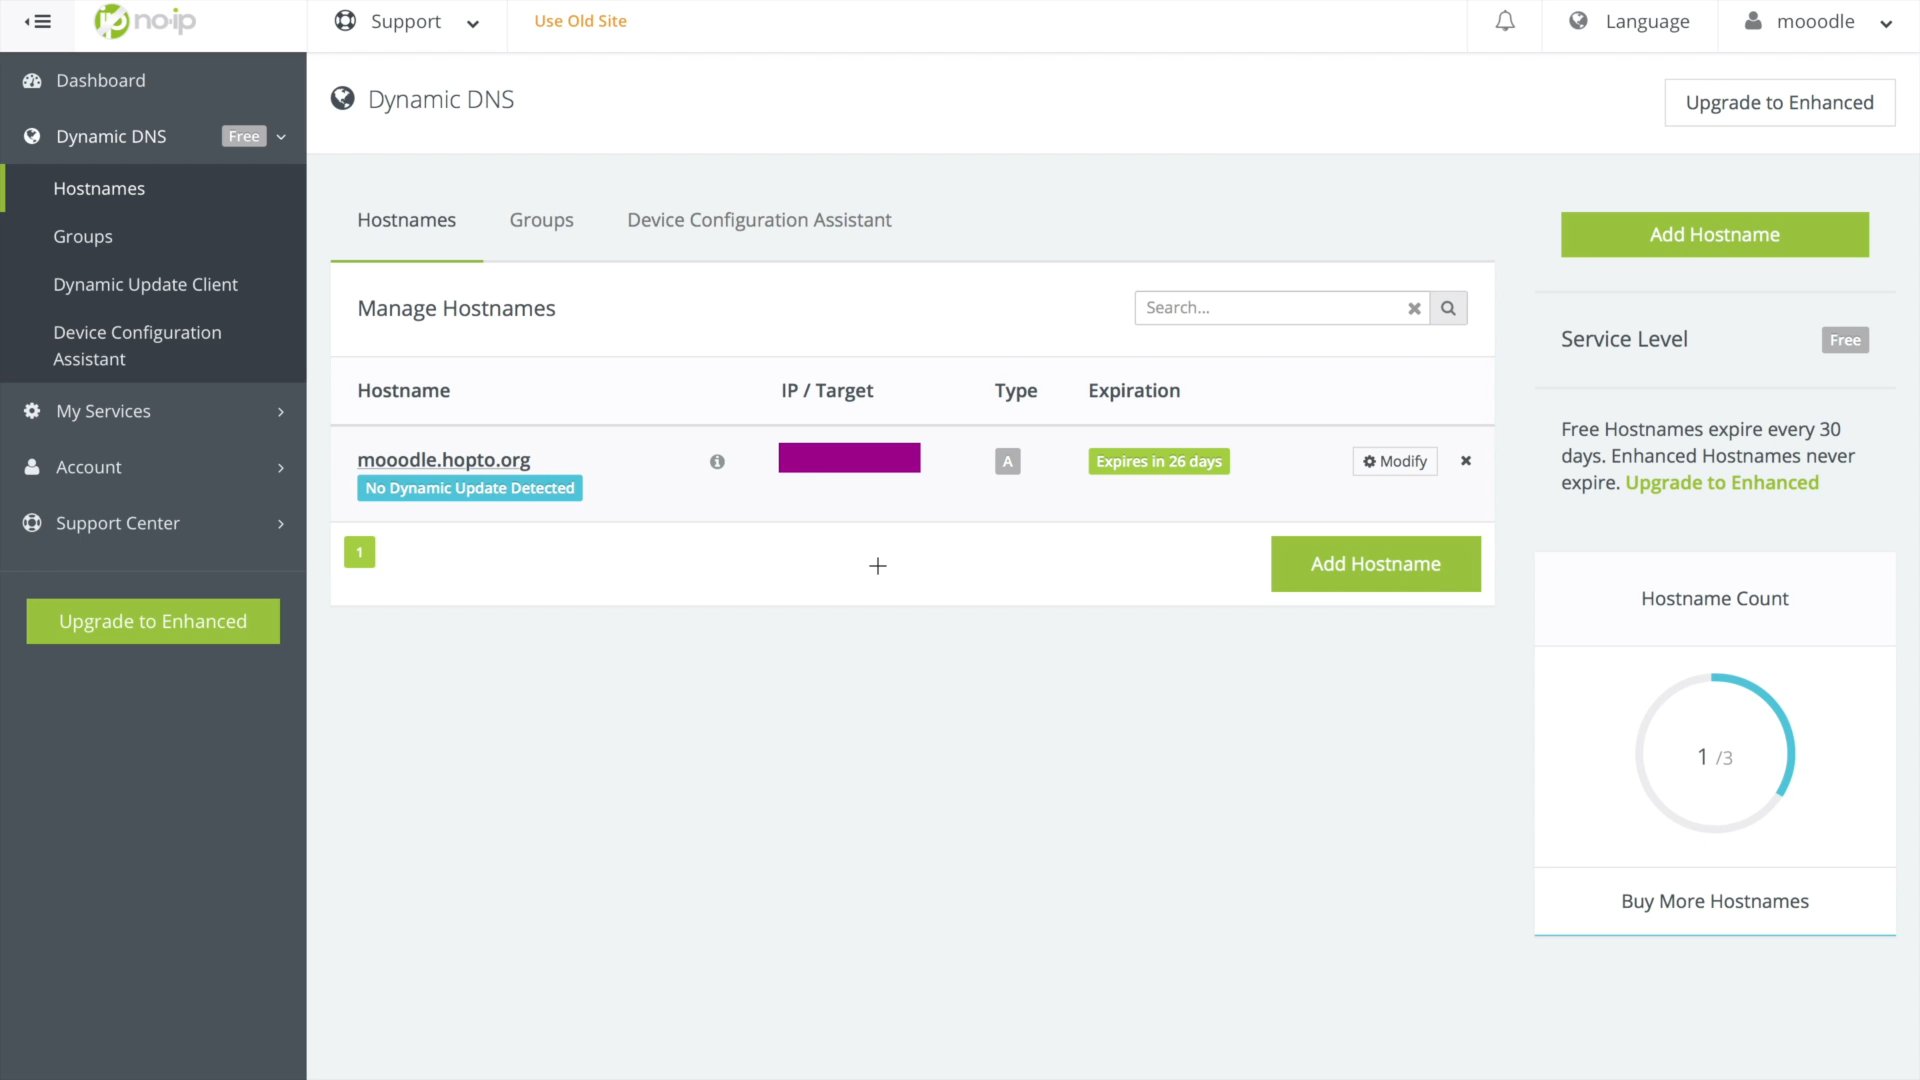 no-ip
Support
Use Old Site
Language
mooodle
Dashboard
Dynamic DNS Free
Hostnames
Groups
Dynamic Update Client
Device Configuration
Assistant
My Services
Account
Support Center
Upgrade to Enhanced
Dynamic DNS
Upgrade to Enhanced
Hostnames Groups Device Configuration Assistant
Manage Hostnames
Search...
Hostname IP / Target Type Expiration
mooodle.hopto.org A Expires in 26 days Modify
No Dynamic Update Detected
1
Add Hostname
Add Hostname
Service Level Free
Free Hostnames expire every 30
days. Enhanced Hostnames never
expire. Upgrade to Enhanced
Hostname Count
1 /3
Buy More Hostnames